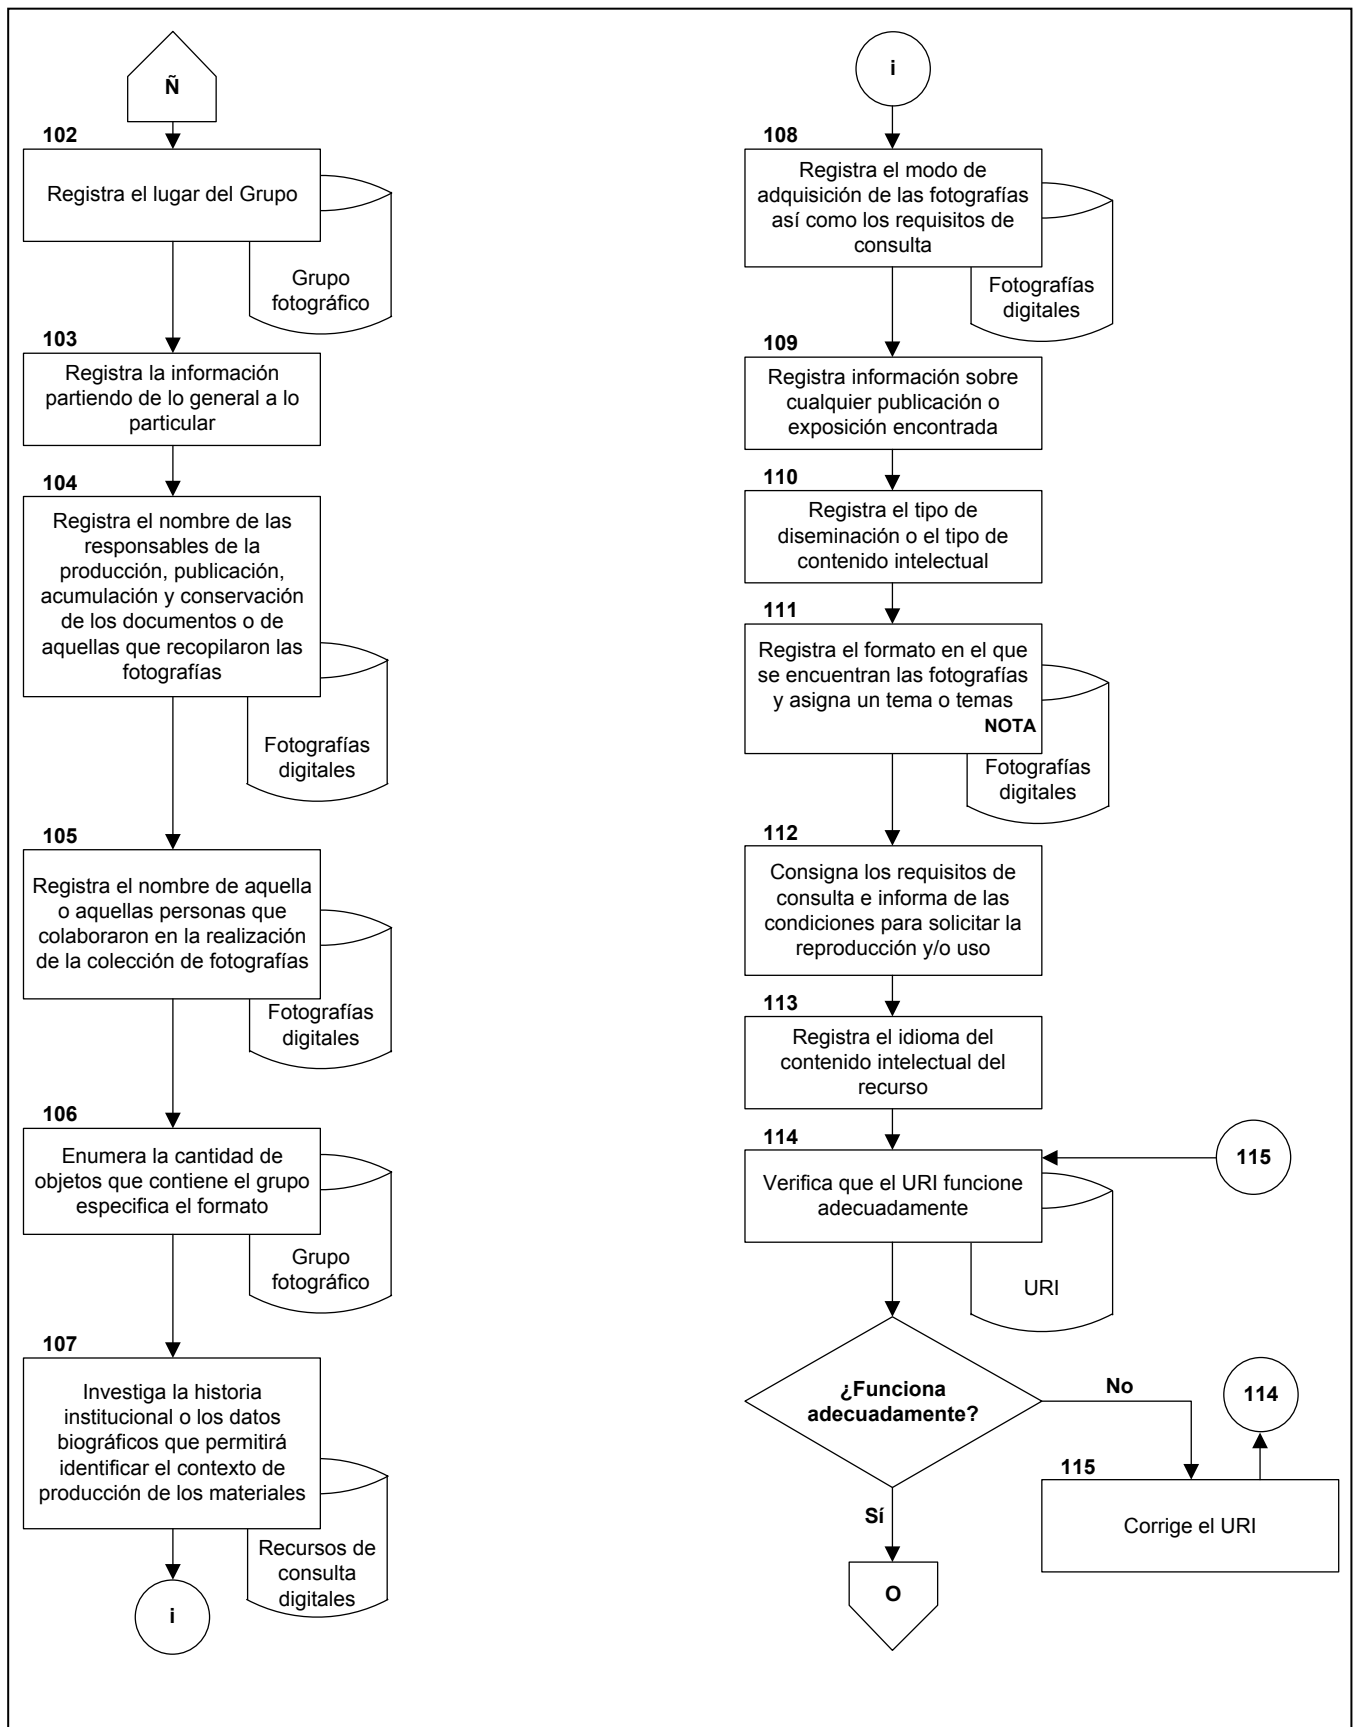 Ñ
102
Registra el lugar del Grupo
Grupo
fotográfico
103
Registra la información
partiendo de lo general a lo
particular
104
Registra el nombre de las
responsables de la
producción, publicación,
acumulación y conservación
de los documentos o de
aquellas que recopilaron las
fotografías
Fotografías
digitales
105
Registra el nombre de aquella
o aquellas personas que
colaboraron en la realización
de la colección de fotografías
Fotografías
digitales
106
Enumera la cantidad de
objetos que contiene el grupo
especifica el formato
Grupo
fotográfico
107
Investiga la historia
institucional o los datos
biográficos que permitirá
identificar el contexto de
producción de los materiales
Recursos de
consulta
digitales
i
i
108
Registra el modo de
adquisición de las fotografías
así como los requisitos de
consulta
Fotografías
digitales
109
Registra información sobre
cualquier publicación o
exposición encontrada
110
Registra el tipo de
diseminación o el tipo de
contenido intelectual
111
Registra el formato en el que
se encuentran las fotografías
y asigna un tema o temas
NOTA
Fotografías
digitales
112
Consigna los requisitos de
consulta e informa de las
condiciones para solicitar la
reproducción y/o uso
113
Registra el idioma del
contenido intelectual del
recurso
114
Verifica que el URI funcione
adecuadamente
115
URI
¿Funciona
adecuadamente?
No
114
115
Corrige el URI
Sí
O